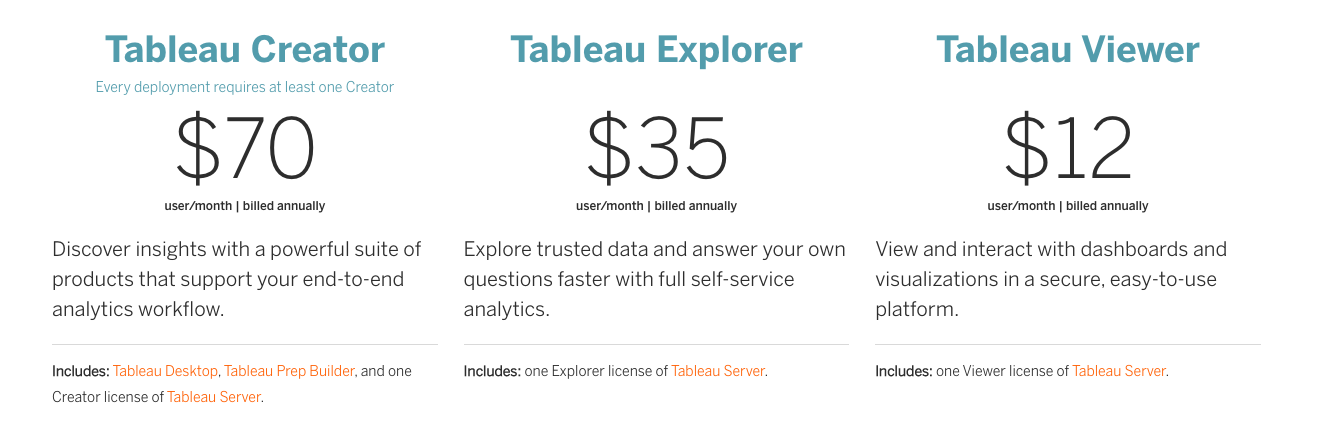 Tableau Creator
Every deployment requires at least one Creator
$70
user/month | billed annually
Discover insights with a powerful suite of
products that support your end-to-end
analytics workflow.
Includes: Tableau Desktop, Tableau Prep Builder, and one
Creator license of Tableau Server.
Tableau Explorer
$35
user/month | billed annually
Explore trusted data and answer your own
questions faster with full self-service
analytics.
Includes: one Explorer license of Tableau Server.
Tableau Viewer
$12
user/month | billed annually
View and interact with dashboards and
visualizations in a secure, easy-to-use
platform.
Includes: one Viewer license of Tableau Server.